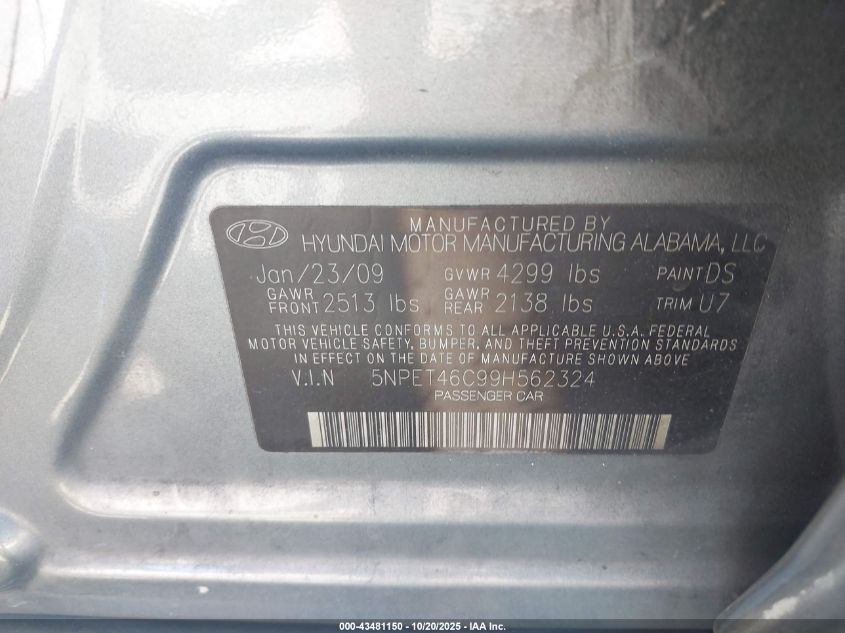 MANUFACTURED BY
HYUNDAI MOTOR MANUFACTURING ALABAMA, LLC
Jan/23/09 GVWR 4299 lbs PAINT DS
GAWR FRONT 2513 lbs GAWR REAR 2138 lbs TRIM U7
THIS VEHICLE CONFORMS TO ALL APPLICABLE U.S.A. FEDERAL
MOTOR VEHICLE SAFETY, BUMPER, AND THEFT PREVENTION STANDARDS
IN EFFECT ON THE DATE OF MANUFACTURE SHOWN ABOVE.
V.I.N 5NPET46C99H562324
PASSENGER CAR
000-43481150 - 10/20/2025 - IAA Inc.